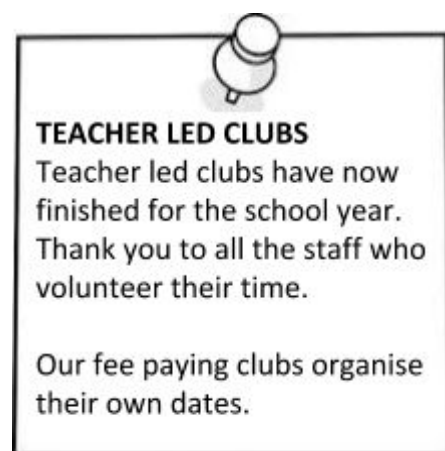 TEACHER LED CLUBS
Teacher led clubs have now
finished for the school year.
Thank you to all the staff who
volunteer their time.
Our fee paying clubs organise
their own dates.